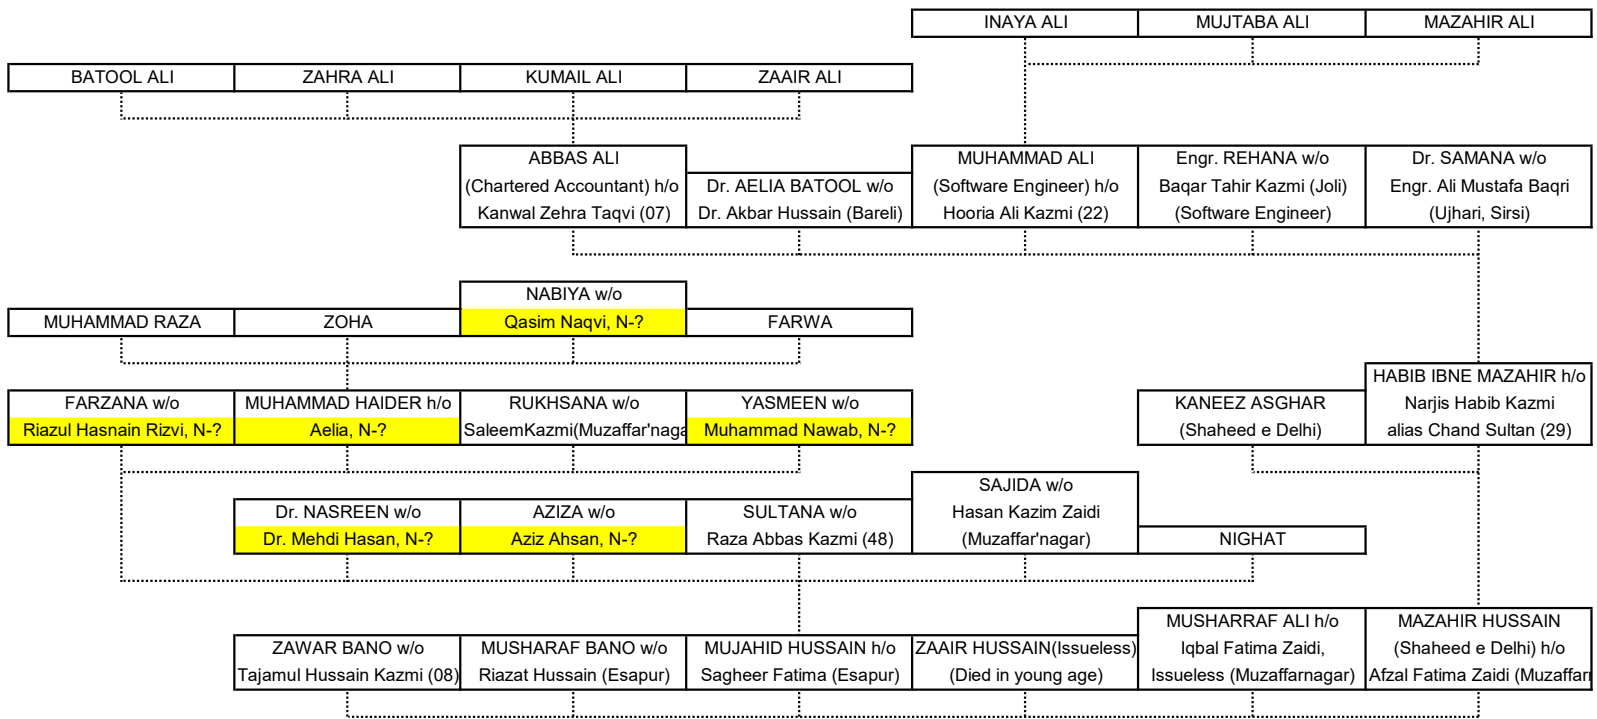 INAYA ALI
MUJTABA ALI
MAZAHIR ALI
BATOOL ALI
ZAHRA ALI
KUMAIL ALI
ZAAIR ALI
ABBAS ALI
(Chartered Accountant) h/o
Kanwal Zehra Taqvi (07)
Dr. AELIA BATOOL w/o
Dr. Akbar Hussain (Bareli)
MUHAMMAD ALI
(Software Engineer) h/o
Hooria Ali Kazmi (22)
Engr. REHANA w/o
Baqar Tahir Kazmi (Joli)
(Software Engineer)
Dr. SAMANA w/o
Engr. Ali Mustafa Baqri
(Ujhari, Sirsi)
MUHAMMAD RAZA
ZOHA
NABIYA w/o
Qasim Naqvi, N-?
FARWA
FARZANA w/o
Riazul Hasnain Rizvi, N-?
MUHAMMAD HAIDER h/o
Aelia, N-?
RUKHSANA w/o
SaleemKazmi(Muzaffar'naga
YASMEEN w/o
Muhammad Nawab, N-?
KANEEZ ASGHAR
(Shaheed e Delhi)
HABIB IBNE MAZAHIR h/o
Narjis Habib Kazmi
alias Chand Sultan (29)
Dr. NASREEN w/o
Dr. Mehdi Hasan, N-?
AZIZA w/o
Aziz Ahsan, N-?
SULTANA w/o
Raza Abbas Kazmi (48)
SAJIDA w/o
Hasan Kazim Zaidi
(Muzaffar'nagar)
NIGHAT
ZAWAR BANO w/o
Tajamul Hussain Kazmi (08)
MUSHARAF BANO w/o
Riazat Hussain (Esapur)
MUJAHID HUSSAIN h/o
Sagheer Fatima (Esapur)
ZAAIR HUSSAIN(Issueless)
(Died in young age)
MUSHARRAF ALI h/o
Iqbal Fatima Zaidi,
Issueless (Muzaffarnagar)
MAZAHIR HUSSAIN
(Shaheed e Delhi) h/o
Afzal Fatima Zaidi (Muzaffar